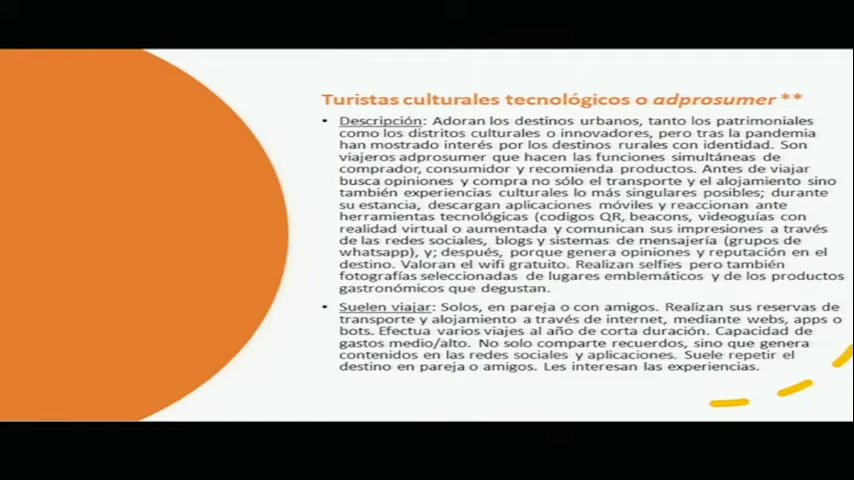 Turistas culturales tecnológicos o adprosumer **
• Descripción: Adoran los destinos urbanos, tanto los patrimoniales
como los distritos culturales o innovadores, pero tras la pandemia
han mostrado interés por los destinos rurales con identidad. Son
viajeros adprosumer que hacen las funciones simultáneas de
comprador, consumidor y recomienda productos. Antes de viajar
busca opiniones y compra no sólo el transporte y el alojamiento sino
también experiencias culturales lo más singulares posibles; durante
su estancia, descargan aplicaciones móviles y reaccionan ante
herramientas tecnológicas (codigos QR, beacons, videoguías con
realidad virtual o aumentada y comunican sus impresiones a través
de las redes sociales, blogs y sistemas de mensajería (grupos de
whatsapp), y; después, porque genera opiniones y reputación en el
destino. Valoran el wifi gratuito. Realizan selfies pero también
fotografías seleccionadas de lugares emblemáticos y de los productos
gastronómicos que degustan.
• Suelen viajar: Solos, en pareja o con amigos. Realizan sus reservas de
transporte y alojamiento a través de internet, mediante webs, apps o
bots. Efectua varios viajes al año de corta duración. Capacidad de
gastos medio/alto. No solo comparte recuerdos, sino que genera
contenidos en las redes sociales y aplicaciones. Suele repetir el
destino en pareja o amigos. Les interesan las experiencias.